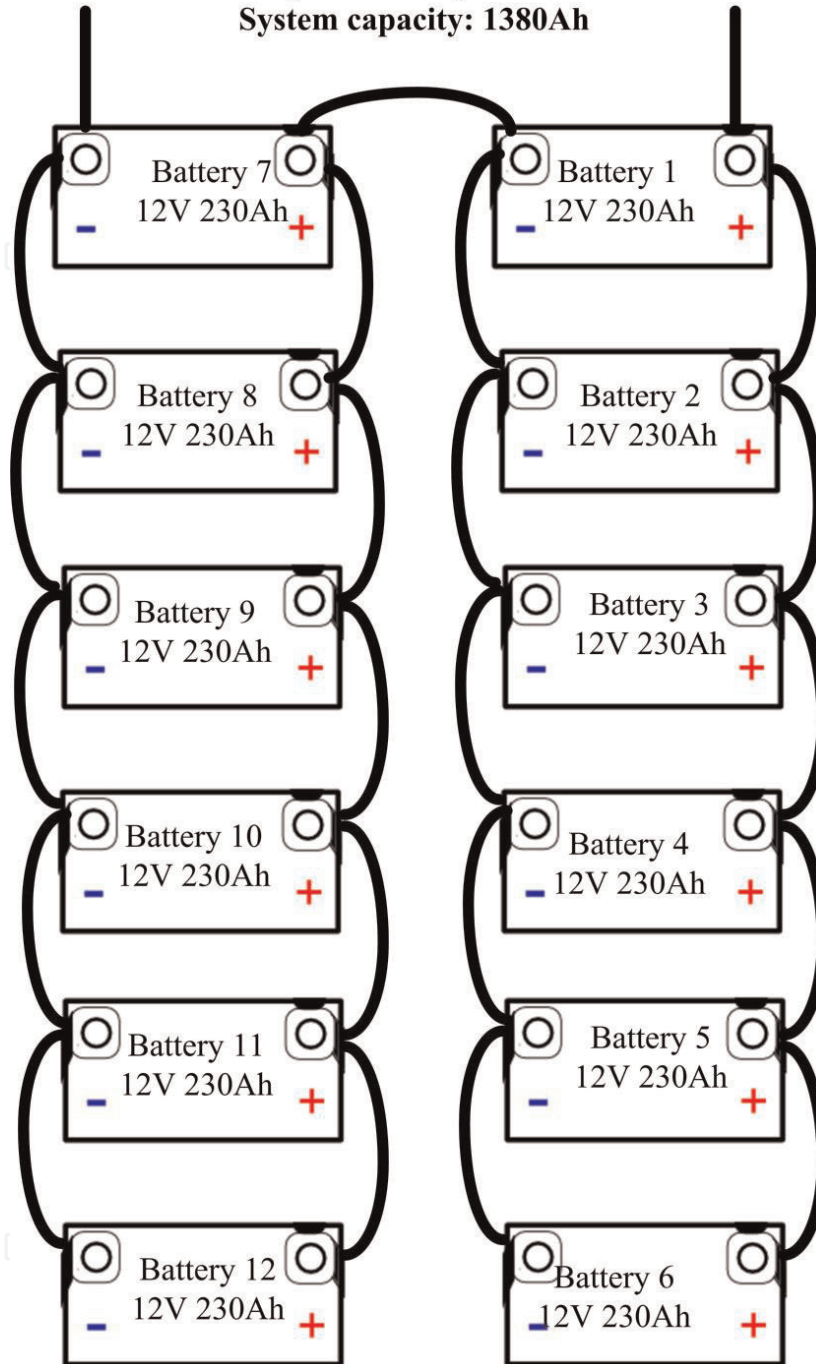 System capacity: 1380Ah
Battery 7
12V 230Ah
- +
Battery 1
12V 230Ah
- +
Battery 8
12V 230Ah
- +
Battery 2
12V 230Ah
- +
Battery 9
12V 230Ah
- +
Battery 3
12V 230Ah
- +
Battery 10
12V 230Ah
- +
Battery 4
12V 230Ah
- +
Battery 11
12V 230Ah
- +
Battery 5
12V 230Ah
- +
Battery 12
12V 230Ah
- +
Battery 6
12V 230Ah
- +